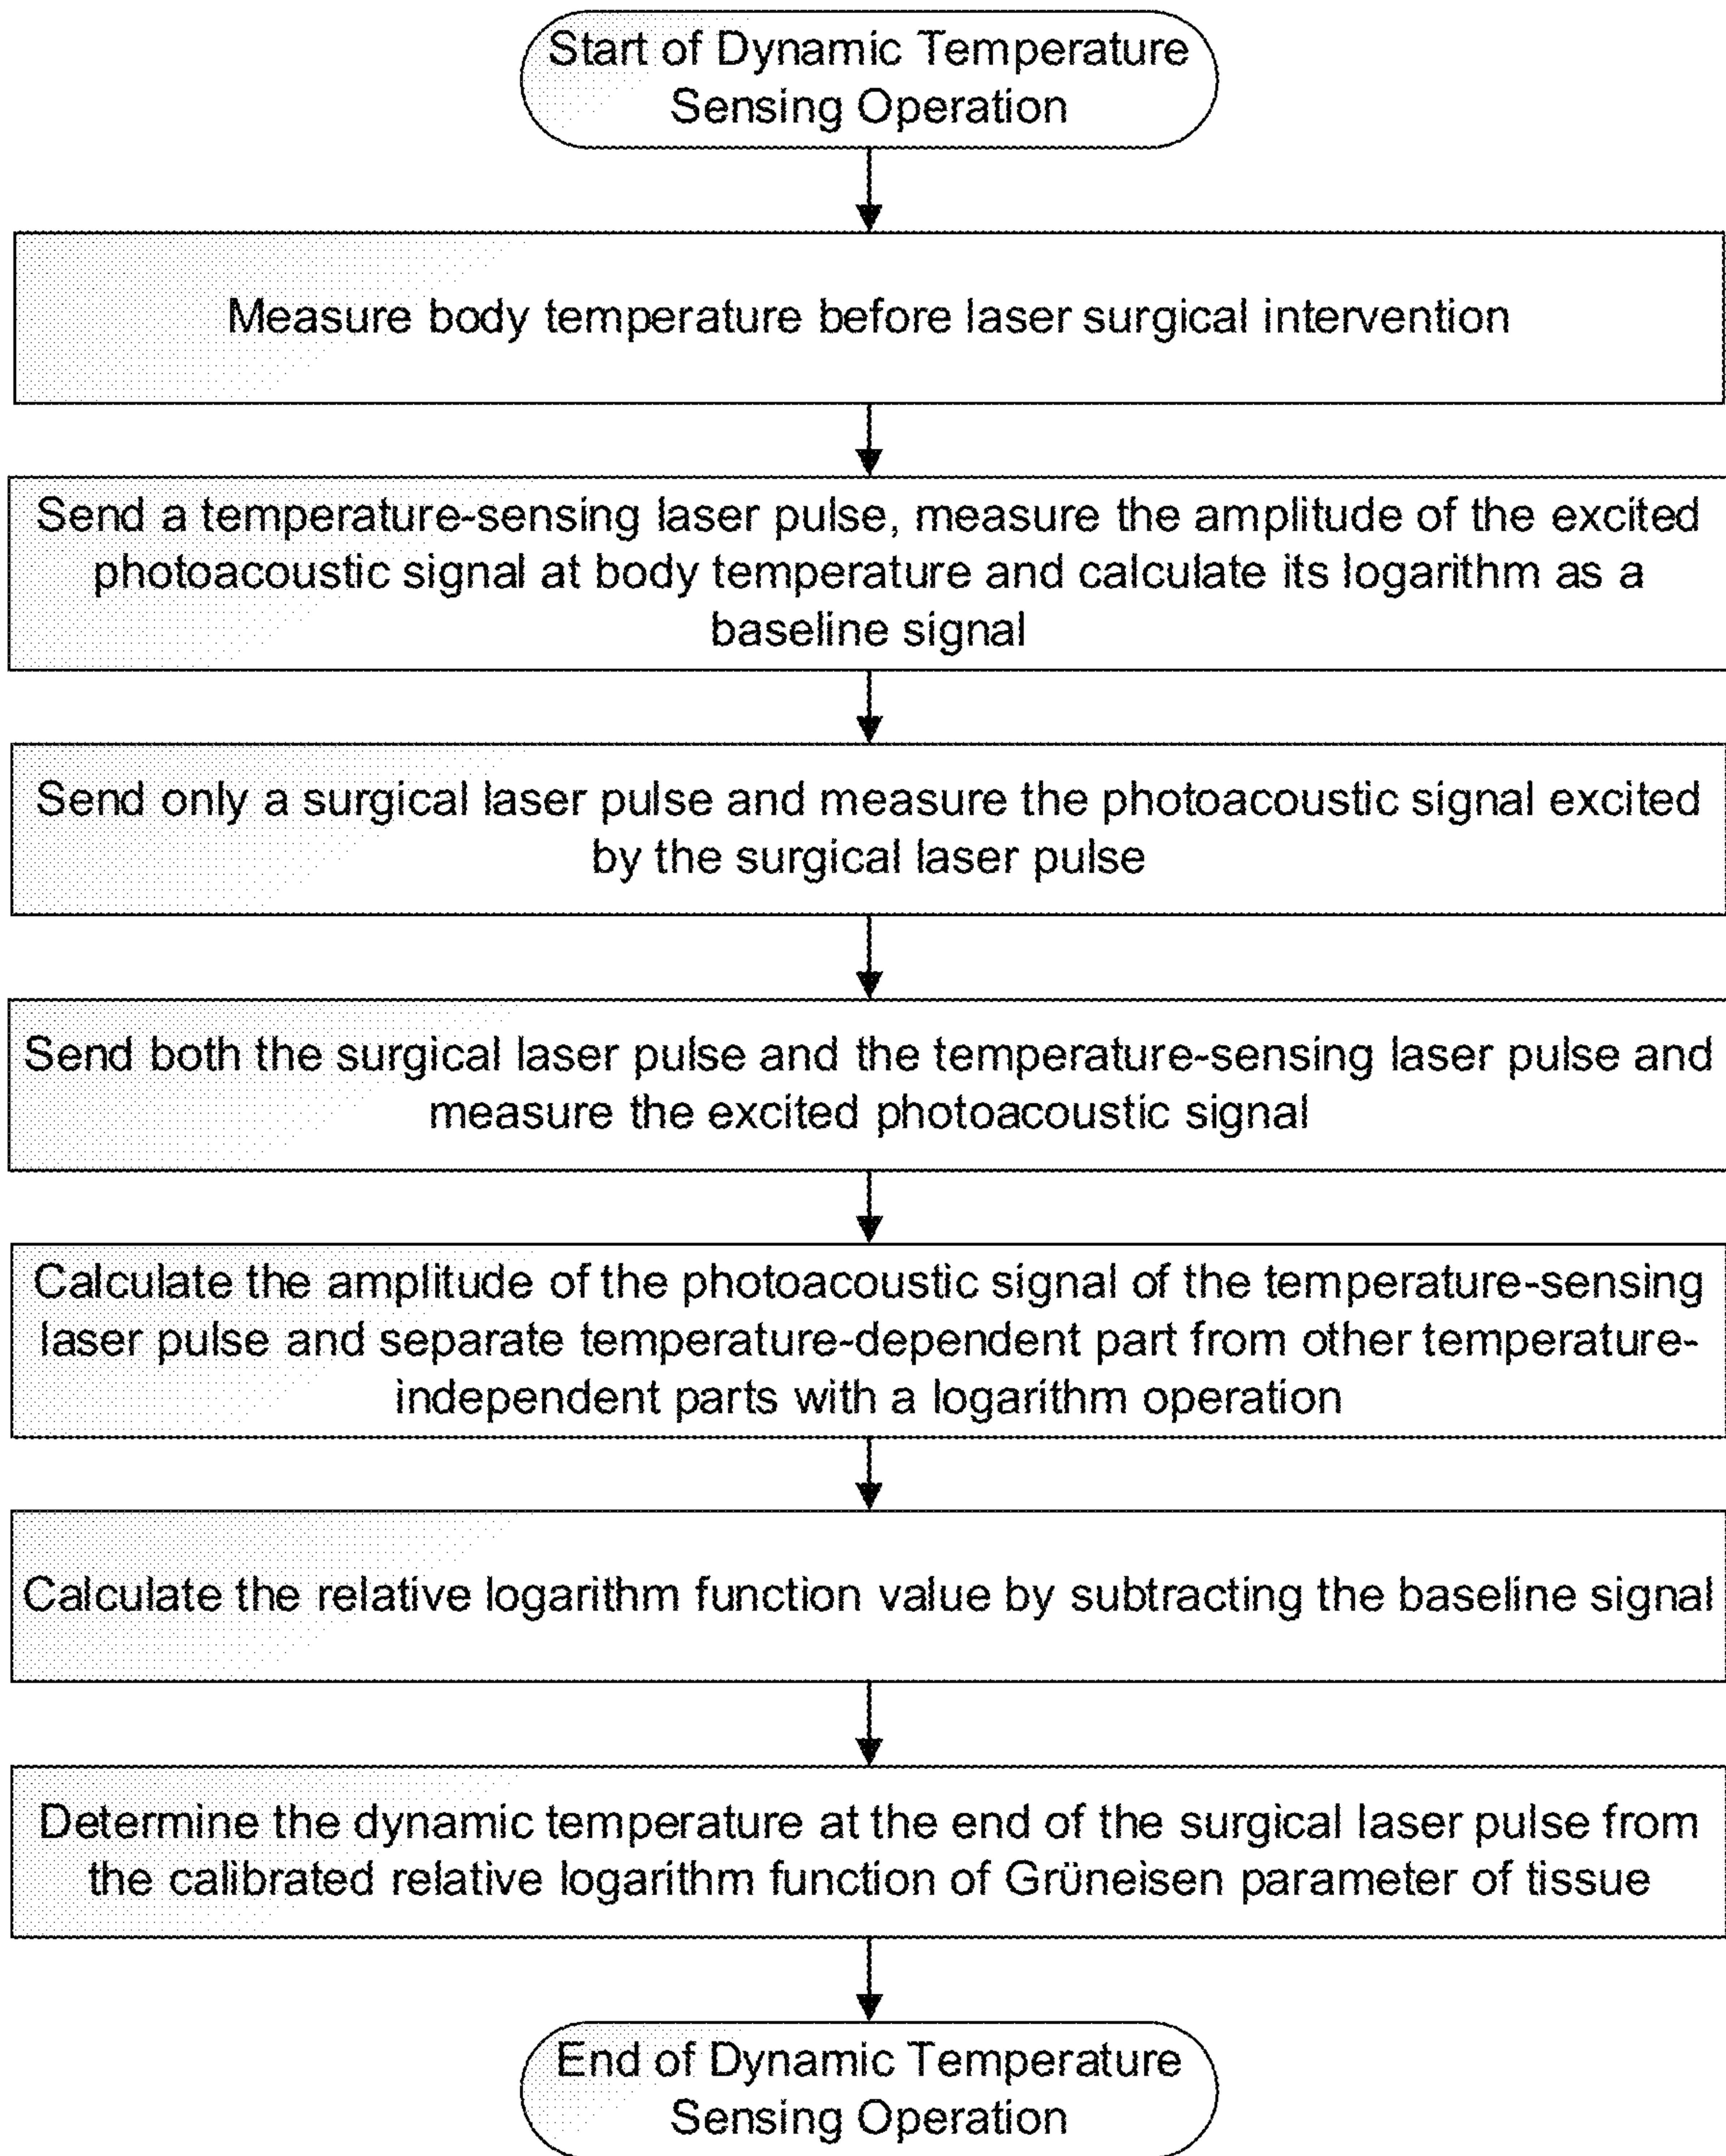 Start of Dynamic Temperature
Sensing Operation
Measure body temperature before laser surgical intervention
Send a temperature-sensing laser pulse, measure the amplitude of the excited
photoacoustic signal at body temperature and calculate its logarithm as a
baseline signal
Send only a surgical laser pulse and measure the photoacoustic signal excited
by the surgical laser pulse
Send both the surgical laser pulse and the temperature-sensing laser pulse and
measure the excited photoacoustic signal
Calculate the amplitude of the photoacoustic signal of the temperature-sensing
laser pulse and separate temperature-dependent part from other temperature-
independent parts with a logarithm operation
Calculate the relative logarithm function value by subtracting the baseline signal
Determine the dynamic temperature at the end of the surgical laser pulse from
the calibrated relative logarithm function of Grüneisen parameter of tissue
End of Dynamic Temperature
Sensing Operation